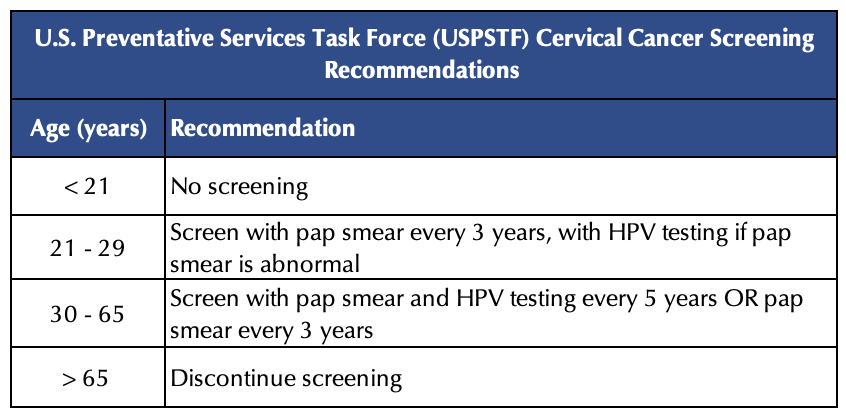 U.S. Preventative Services Task Force (USPSTF) Cervical Cancer Screening
Recommendations
Age (years)
Recommendation
< 21
No screening
21 - 29
Screen with pap smear every 3 years, with HPV testing if pap
smear is abnormal
30 - 65
Screen with pap smear and HPV testing every 5 years OR pap
smear every 3 years
> 65
Discontinue screening